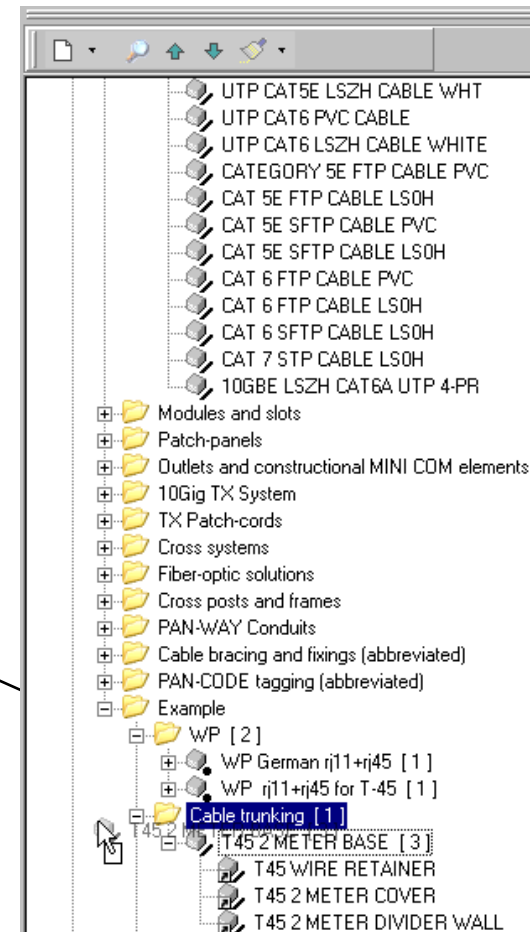 UTP CAT5E LSZH CABLE WHT
UTP CAT6 PVC CABLE
UTP CAT6 LSZH CABLE WHITE
CATEGORY 5E FTP CABLE PVC
CAT 5E FTP CABLE LS0H
CAT 5E SFTP CABLE PVC
CAT 5E SFTP CABLE LS0H
CAT 6 FTP CABLE PVC
CAT 6 FTP CABLE LS0H
CAT 6 SFTP CABLE LS0H
CAT 7 STP CABLE LS0H
10GBE LSZH CAT6A UTP 4-PR
Modules and slots
Patch-panels
Outlets and constructional MINI COM elements
10Gig TX System
TX Patch-cords
Cross systems
Fiber-optic solutions
Cross posts and frames
PAN-WAY Conduits
Cable bracing and fixings (abbreviated)
PAN-CODE tagging (abbreviated)
Example
WP [ 2 ]
WP German rj11+rj45 [ 1 ]
WP rj11+rj45 for T-45 [ 1 ]
Cable trunking [ 1 ]
T45 2 METER BASE [ 3 ]
T45 WIRE RETAINER
T45 2 METER COVER
T45 2 METER DIVIDER WALL